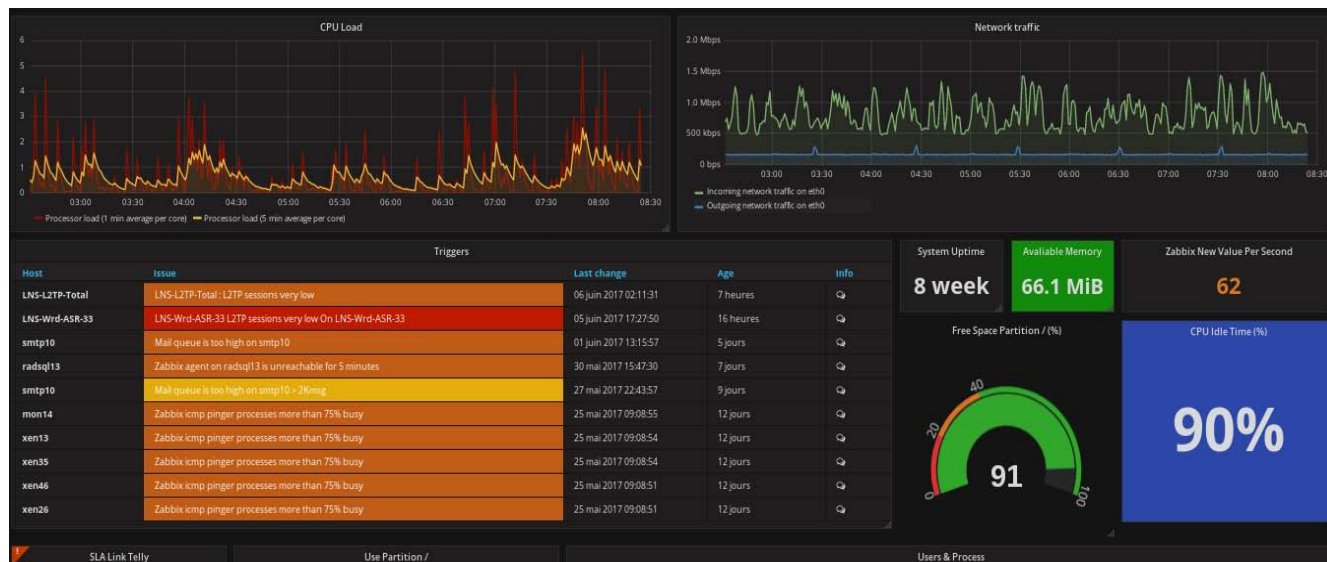 CPU Load
6
5
4
3
2
1
0
03:00 03:30 04:00 04:30 05:00 05:30 06:00 06:30 07:00 07:30 08:00 08:30
Processor load (1 min average per core) Processor load (5 min average per core)
Network traffic
2.0 Mbps
1.5 Mbps
1.0 Mbps
500 kbps
0 bps
03:00 03:30 04:00 04:30 05:00 05:30 06:00 06:30 07:00 07:30 08:00 08:30
Incoming network traffic on eth0
Outgoing network traffic on eth0
Triggers
Host Issue Last change Age Info
LNS-L2TP-Total LNS-L2TP-Total : L2TP sessions very low 06 juin 2017 02:11:31 7 heures
LNS-Wrd-ASR-33 LNS-Wrd-ASR-33 L2TP sessions very low On LNS-Wrd-ASR-33 05 juin 2017 17:27:50 16 heures
smtp10 Mail queue is too high on smtp10 01 juin 2017 13:15:57 5 jours
radsql13 Zabbix agent on radsql13 is unreachable for 5 minutes 30 mai 2017 15:47:30 7 jours
smtp10 Mail queue is too high on smtp10 > 2Kmsg 27 mai 2017 22:43:57 9 jours
mon14 Zabbix icmp pinger processes more than 75% busy 25 mai 2017 09:08:55 12 jours
xen13 Zabbix icmp pinger processes more than 75% busy 25 mai 2017 09:08:54 12 jours
xen35 Zabbix icmp pinger processes more than 75% busy 25 mai 2017 09:08:54 12 jours
xen46 Zabbix icmp pinger processes more than 75% busy 25 mai 2017 09:08:51 12 jours
xen26 Zabbix icmp pinger processes more than 75% busy 25 mai 2017 09:08:51 12 jours
System Uptime
8 week
Avaliable Memory
66.1 MiB
Zabbix New Value Per Second
62
Free Space Partition / (%)
0 20 40 100
91
CPU Idle Time (%)
90%
!
SLA Link Telly
Use Partition /
Users & Process